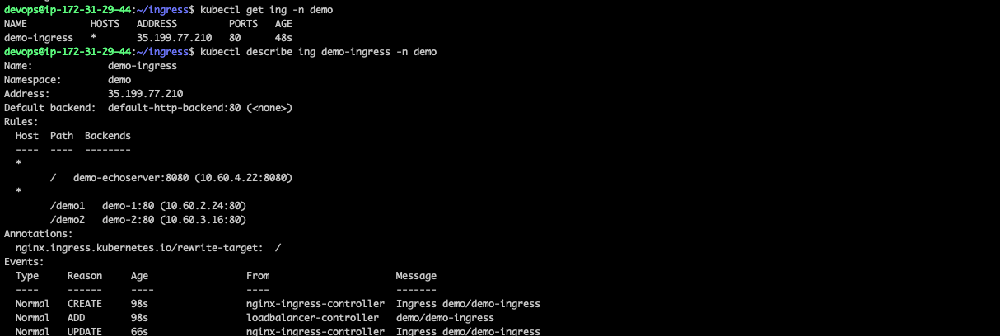 devops@ip-172-31-29-44:~/ingress$ kubectl get ing -n demo
NAME           HOSTS   ADDRESS         PORTS   AGE
demo-ingress   *       35.199.77.210   80      48s
devops@ip-172-31-29-44:~/ingress$ kubectl describe ing demo-ingress -n demo
Name:             demo-ingress
Namespace:        demo
Address:          35.199.77.210
Default backend:  default-http-backend:80 (<none>)
Rules:
  Host  Path  Backends
  ----  ----  --------
  *
        /   demo-echoserver:8080 (10.60.4.22:8080)
  *
        /demo1   demo-1:80 (10.60.2.24:80)
        /demo2   demo-2:80 (10.60.3.16:80)
Annotations:
  nginx.ingress.kubernetes.io/rewrite-target:  /
Events:
  Type    Reason  Age                 From                      Message
  ----    ------  ----                ----                      -------
  Normal  CREATE  98s                 nginx-ingress-controller  Ingress demo/demo-ingress
  Normal  ADD     98s                 loadbalancer-controller   demo/demo-ingress
  Normal  UPDATE  66s                 nginx-ingress-controller  Ingress demo/demo-ingress